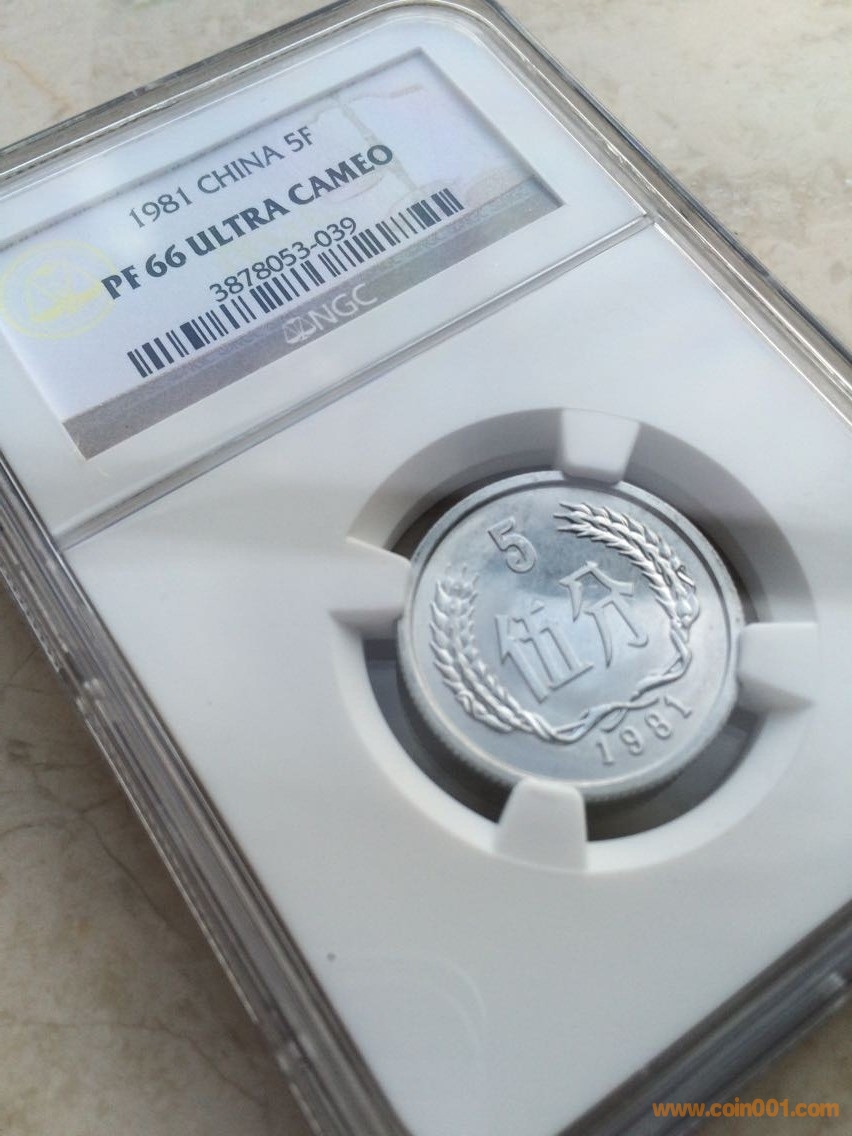 1981 CHINA 5F
PF 66 ULTRA CAMEO
3878053-039
NGC
5
伍分
1981
www.coin001.com